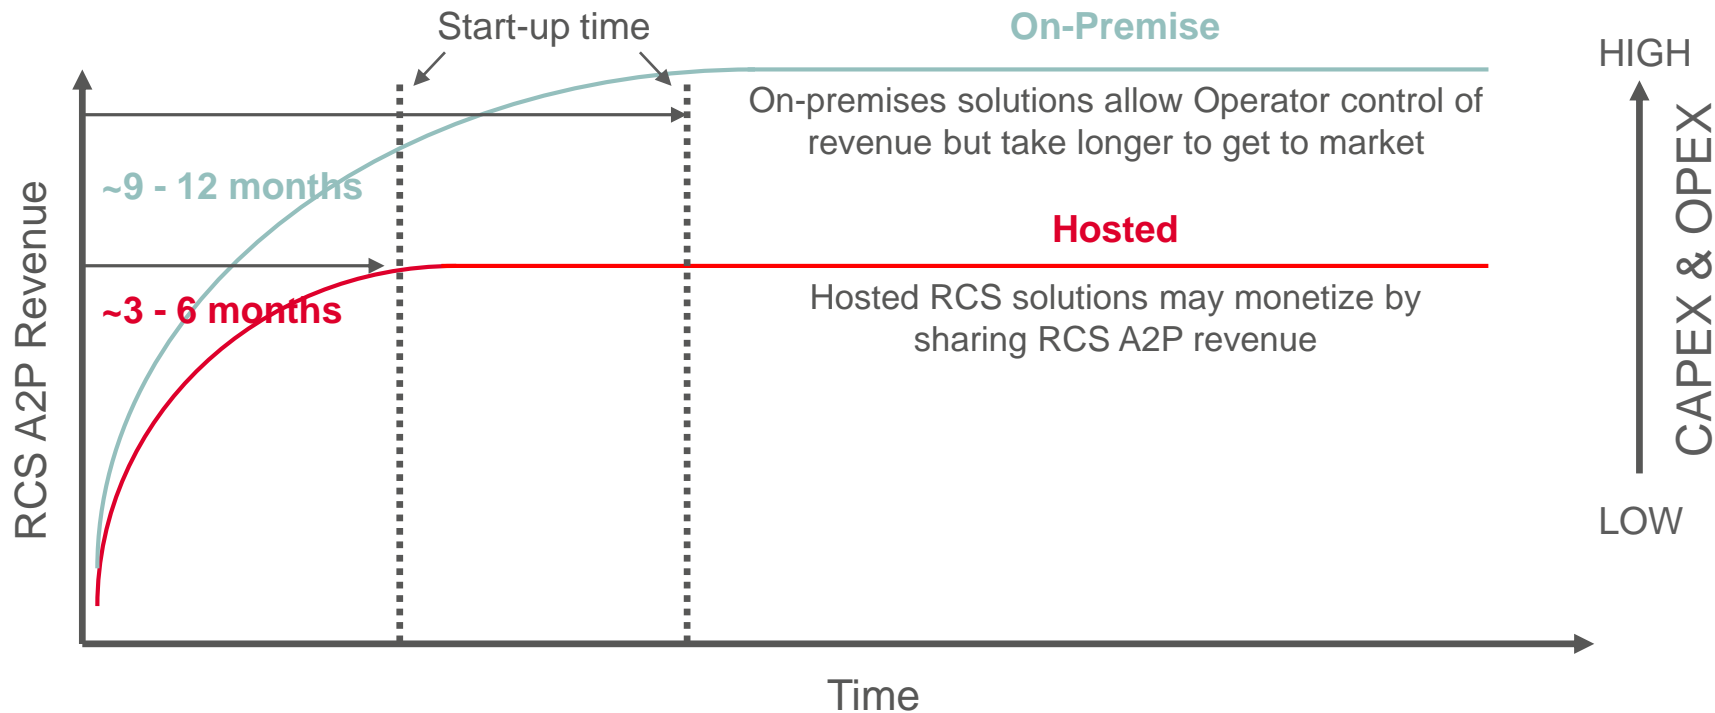 Start-up time
On-Premise
HIGH
On-premises solutions allow Operator control of
revenue but take longer to get to market
~9 - 12 months
Hosted
~3 - 6 months
Hosted RCS solutions may monetize by
sharing RCS A2P revenue
RCS A2P Revenue
CAPEX & OPEX
LOW
Time